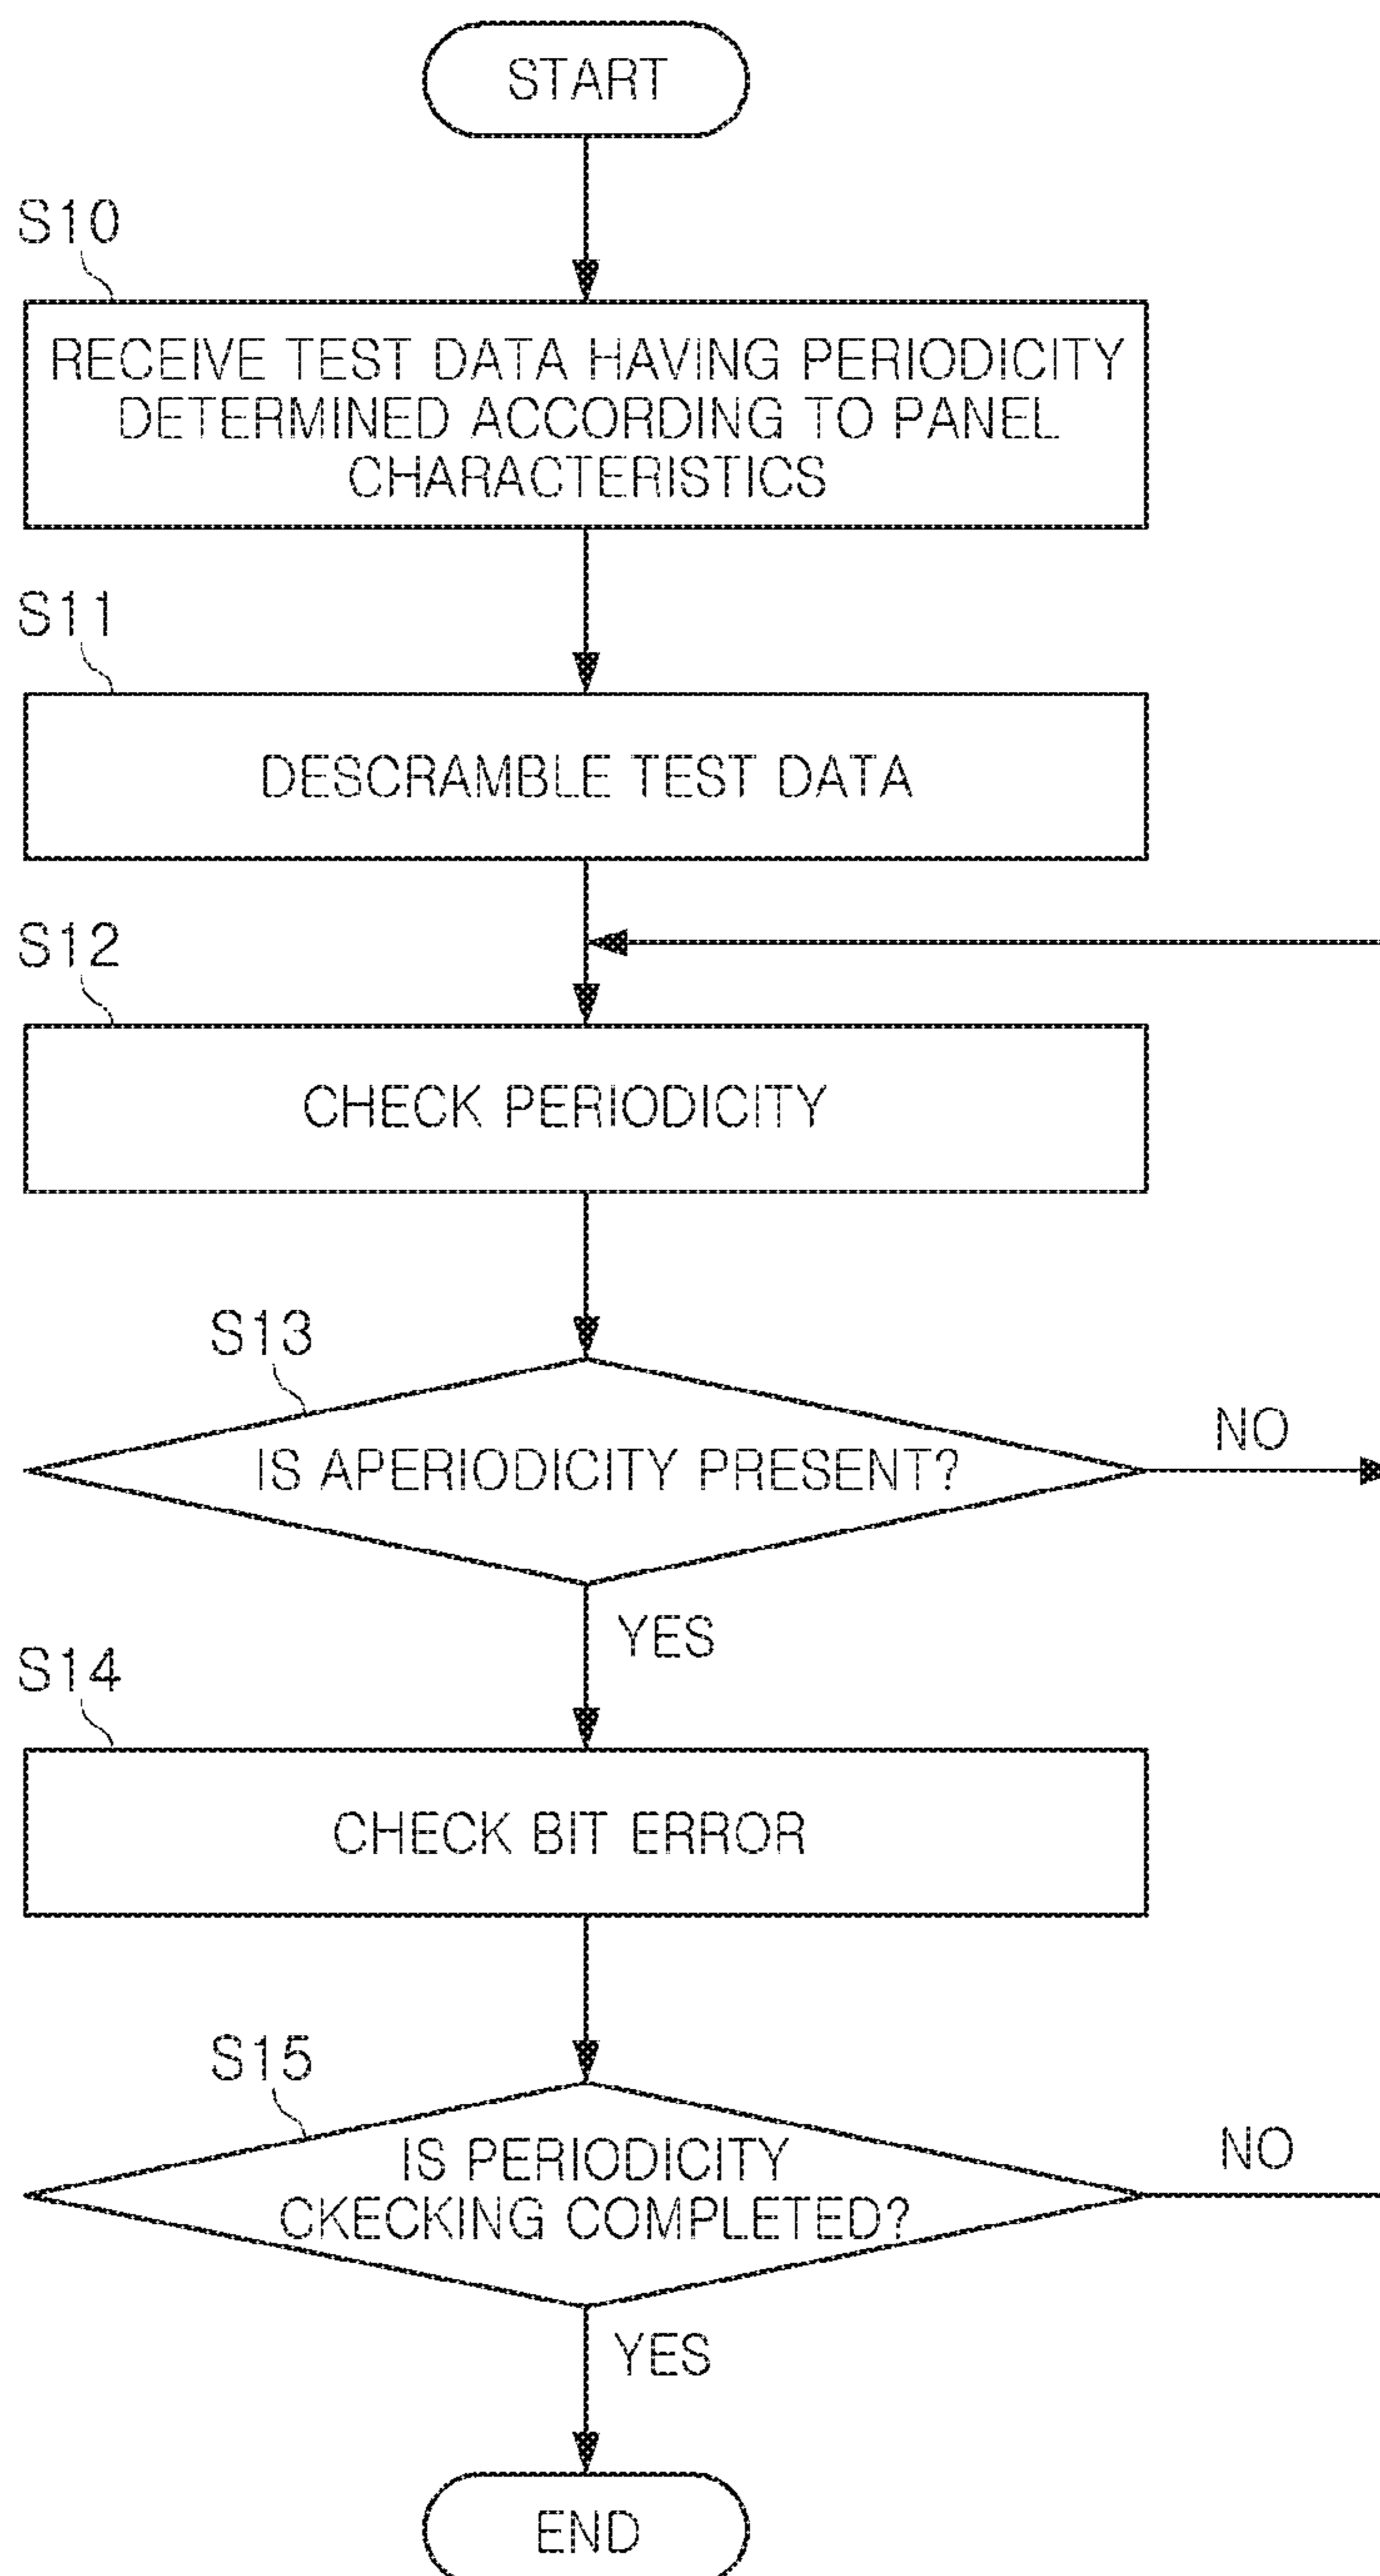 START
S10
RECEIVE TEST DATA HAVING PERIODICITY
DETERMINED ACCORDING TO PANEL
CHARACTERISTICS
S11
DESCRAMBLE TEST DATA
S12
CHECK PERIODICITY
S13
IS APERIODICITY PRESENT?
NO
YES
S14
CHECK BIT ERROR
S15
IS PERIODICITY
CKECKING COMPLETED?
NO
YES
END